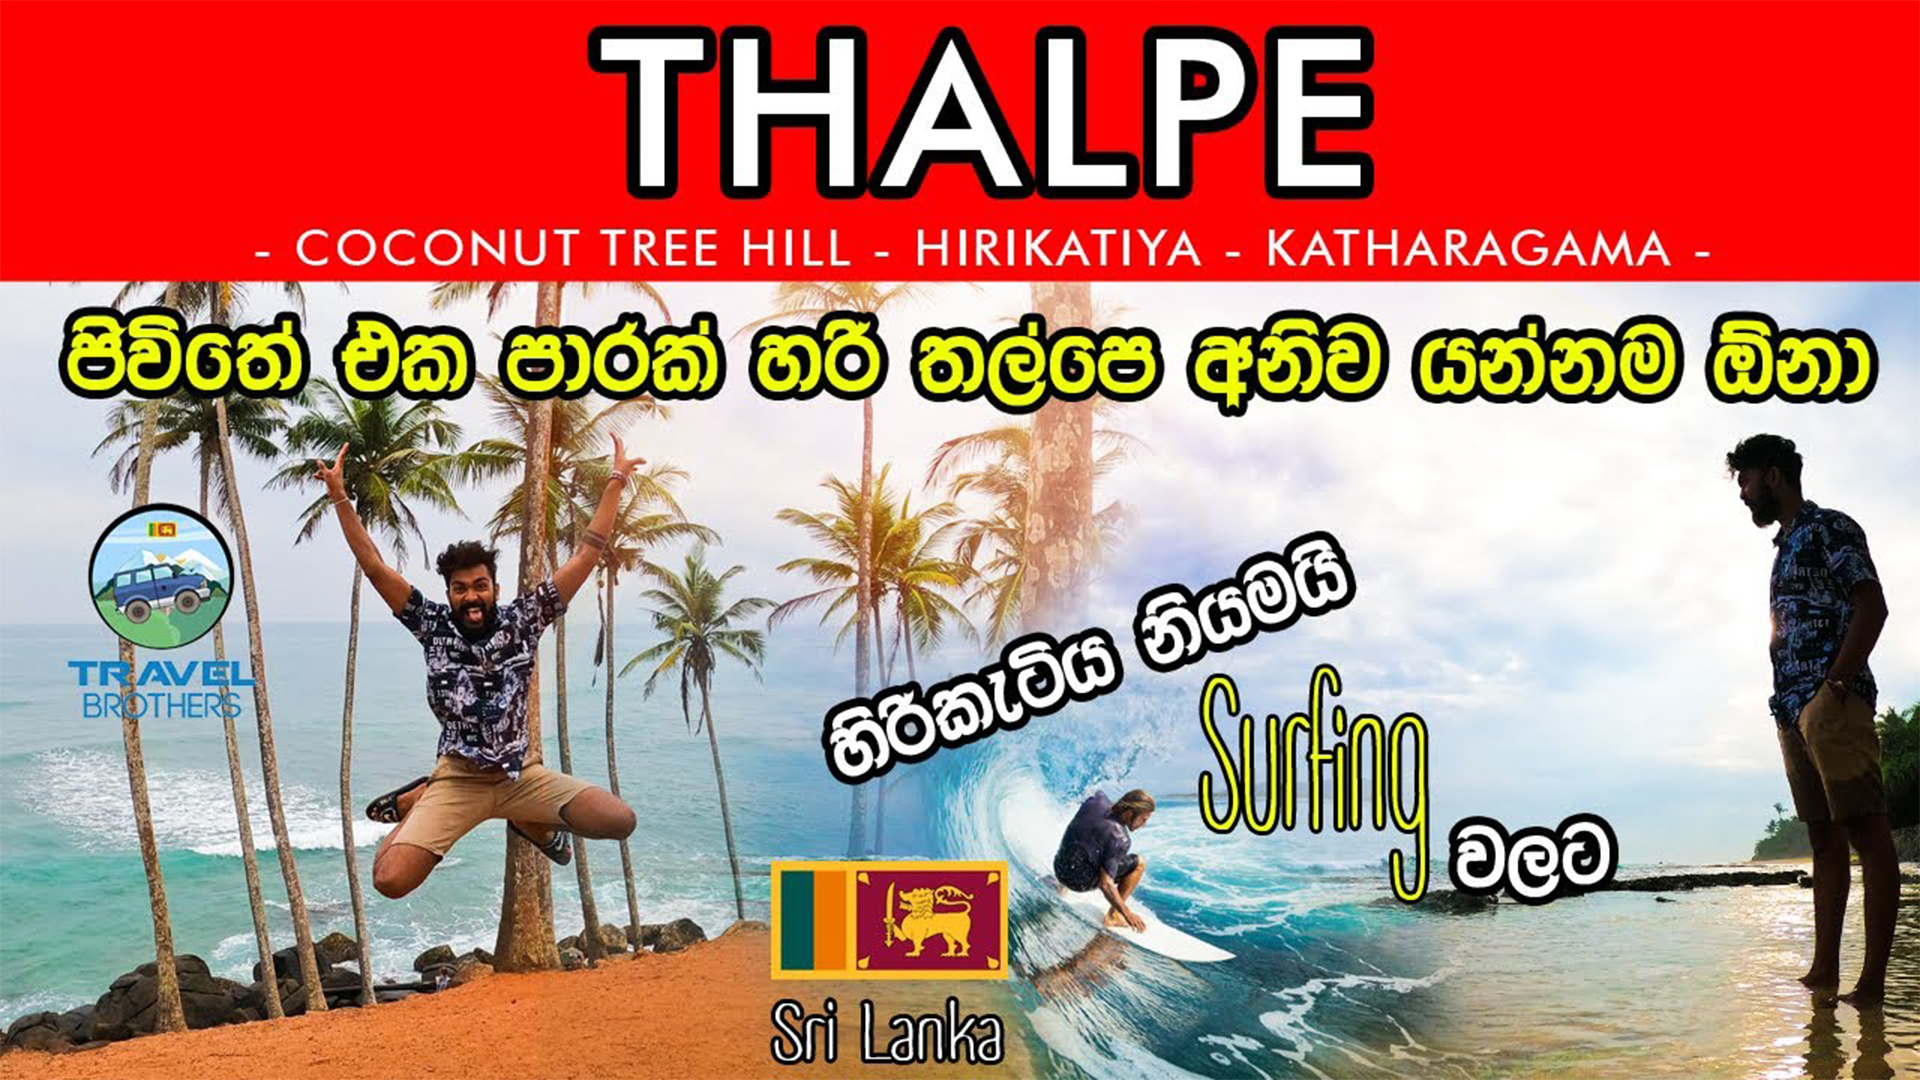 THALPE
- COCONUT TREE HILL - HIRIKATIYA - KATHARAGAMA -
ජිවිතේ එක පාරක් හරි තල්පෙ අනිව යන්නම ඕනා
TRAVEL
BROTHERS
හිරිකැටිය නියමයි
Surfing වලට
Sri Lanka